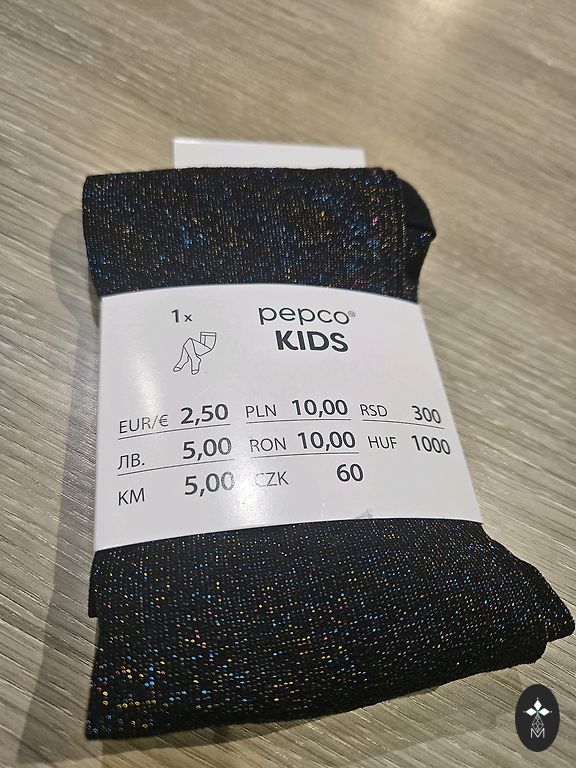 1x
pepco®
KIDS
EUR/€ 2,50 PLN 10,00 RSD 300
ЛВ. 5,00 RON 10,00 HUF 1000
KM 5,00 CZK 60